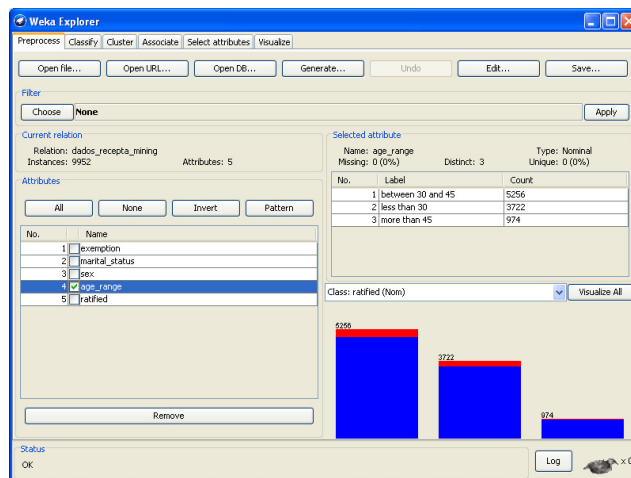 Weka Explorer
Preprocess Classify Cluster Associate Select attributes Visualize
Open file... Open URL... Open DB... Generate... Undo Edit... Save...
Filter
Choose None Apply
Current relation
Relation: dados_recepta_mining
Instances: 9952 Attributes: 5
Selected attribute
Name: age_range Type: Nominal
Missing: 0 (0%) Distinct: 3 Unique: 0 (0%)
Attributes
All None Invert Pattern
No. Name
1 exemption
2 marital_status
3 sex
4 age_range
5 ratified
Remove
No. Label Count
1 between 30 and 45 5256
2 less than 30 3722
3 more than 45 974
Class: ratified (Nom) Visualize All
5256
3722
974
Status
OK
Log x 0